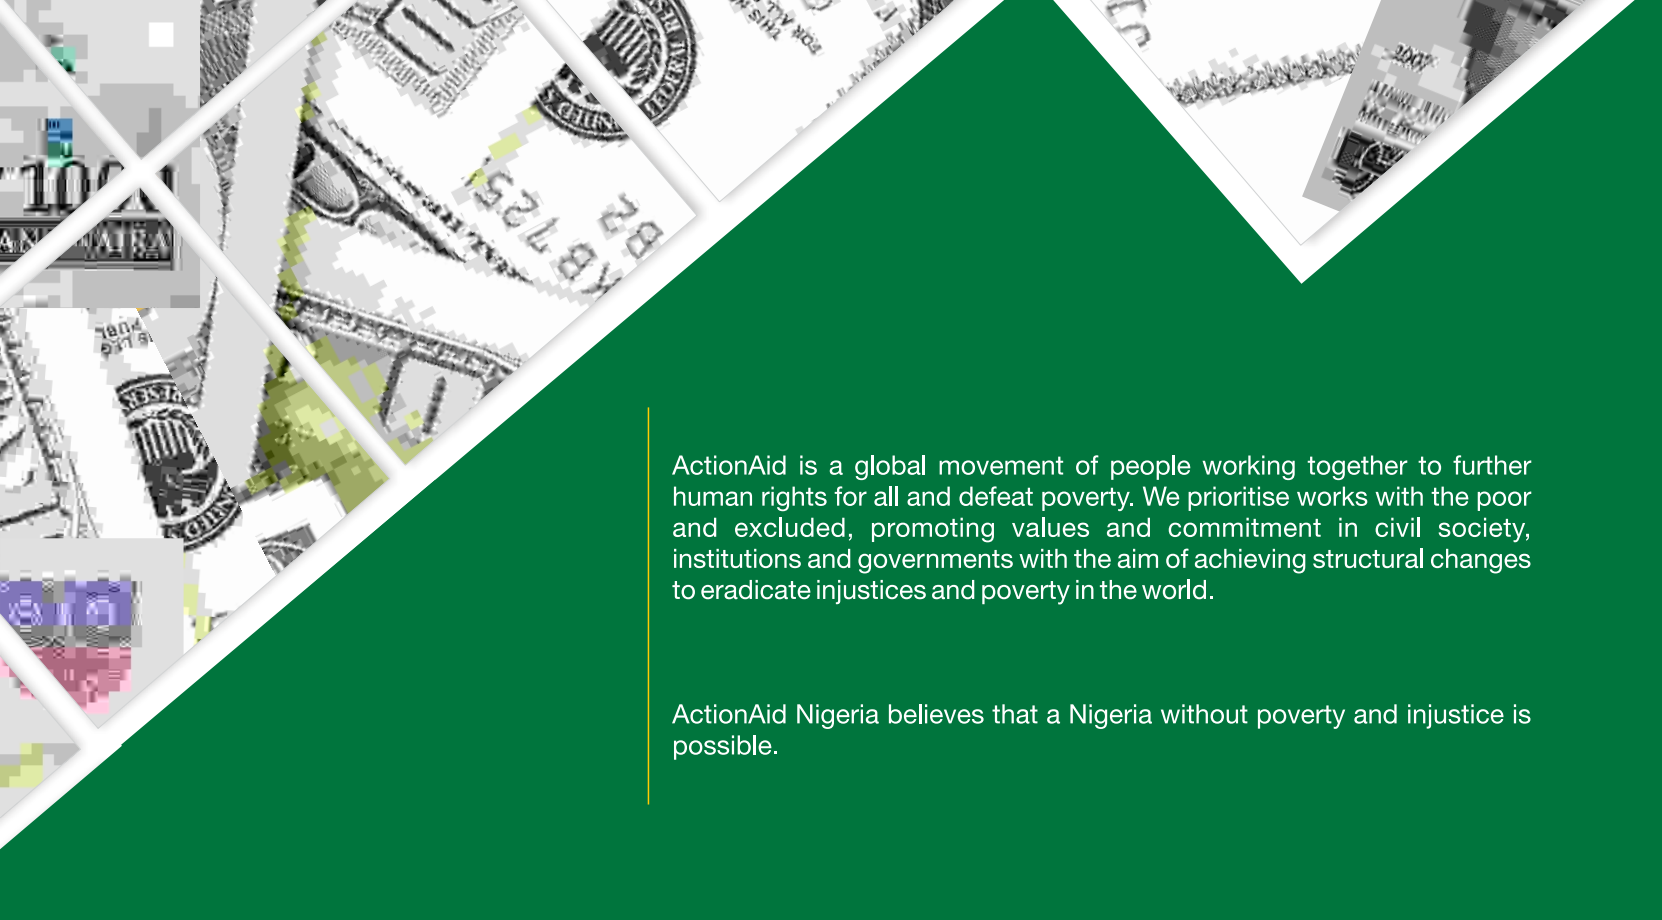 ActionAid is a global movement of people working together to further
human rights for all and defeat poverty. We prioritise works with the poor
and excluded, promoting values and commitment in civil society,
institutions and governments with the aim of achieving structural changes
to eradicate injustices and poverty in the world.
ActionAid Nigeria believes that a Nigeria without poverty and injustice is
possible.